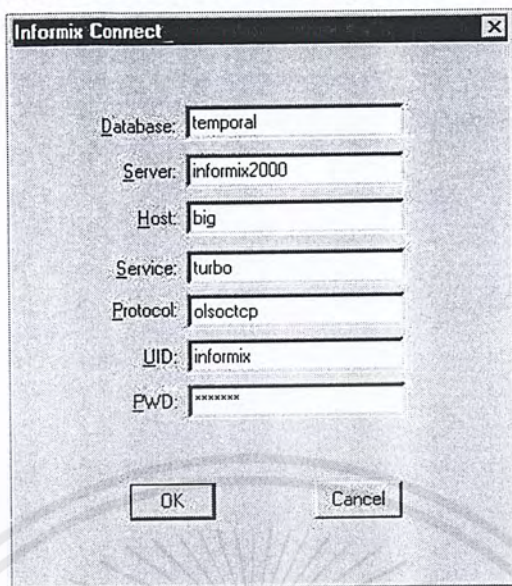 Informix Connect
Database: temporal
Server: informix2000
Host: big
Service: turbo
Protocol: olsoctcp
UID: informix
PWD: *******
OK
Cancel